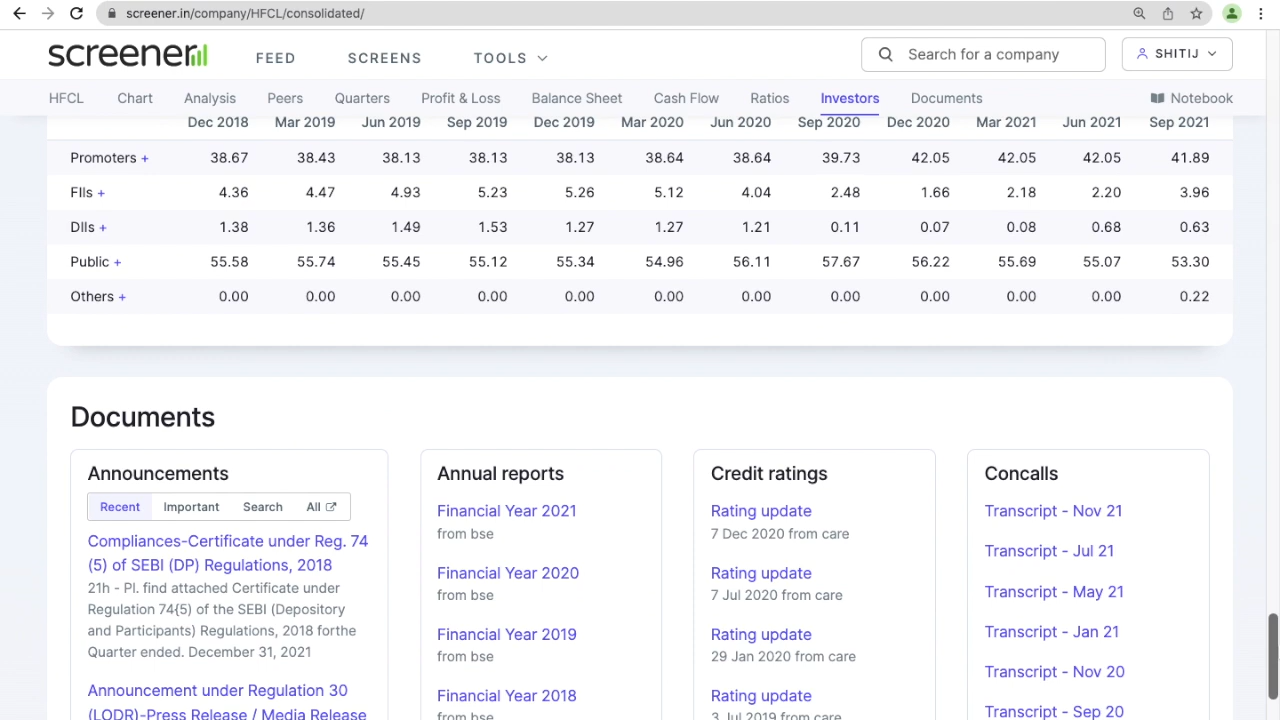 screener.in/company/HFCL/consolidated/
screener
FEED SCREENS TOOLS
Search for a company
SHITIJ
HFCL Chart Analysis Peers Quarters Profit & Loss Balance Sheet Cash Flow Ratios Investors Documents Notebook
Dec 2018 Mar 2019 Jun 2019 Sep 2019 Dec 2019 Mar 2020 Jun 2020 Sep 2020 Dec 2020 Mar 2021 Jun 2021 Sep 2021
Promoters + 38.67 38.43 38.13 38.13 38.13 38.64 38.64 39.73 42.05 42.05 42.05 41.89
FIIs + 4.36 4.47 4.93 5.23 5.26 5.12 4.04 2.48 1.66 2.18 2.20 3.96
DIIs + 1.38 1.36 1.49 1.53 1.27 1.27 1.21 0.11 0.07 0.08 0.68 0.63
Public + 55.58 55.74 55.45 55.12 55.34 54.96 56.11 57.67 56.22 55.69 55.07 53.30
Others + 0.00 0.00 0.00 0.00 0.00 0.00 0.00 0.00 0.00 0.00 0.00 0.22
Documents
Announcements
Recent Important Search All
Compliances-Certificate under Reg. 74
(5) of SEBI (DP) Regulations, 2018
21h - Pl. find attached Certificate under
Regulation 74{5) of the SEBI (Depository
and Participants) Regulations, 2018 forthe
Quarter ended. December 31, 2021
Announcement under Regulation 30
(LODR)-Press Release / Media Release
Annual reports
Financial Year 2021
from bse
Financial Year 2020
from bse
Financial Year 2019
from bse
Financial Year 2018
from bse
Credit ratings
Rating update
7 Dec 2020 from care
Rating update
7 Jul 2020 from care
Rating update
29 Jan 2020 from care
Rating update
3 Jul 2019 from care
Concalls
Transcript - Nov 21
Transcript - Jul 21
Transcript - May 21
Transcript - Jan 21
Transcript - Nov 20
Transcript - Sep 20